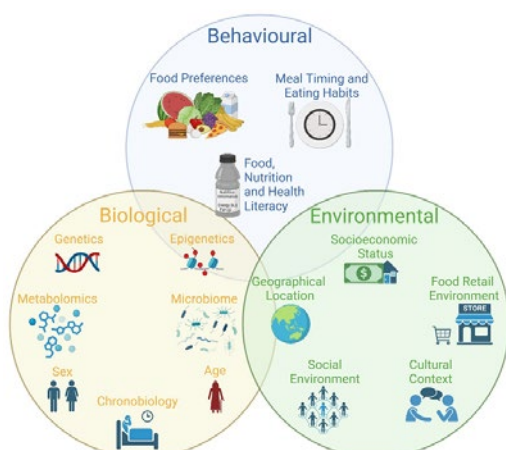 Behavioural
Food Preferences
Meal Timing and
Eating Habits
Food,
Nutrition
and Health
Literacy
Biological
Genetics
Epigenetics
Metabolomics
Microbiome
Sex
Age
Chronobiology
Environmental
Socioeconomic
Status
Geographical
Location
Food Retail
Environment
STORE
Social
Environment
Cultural
Context